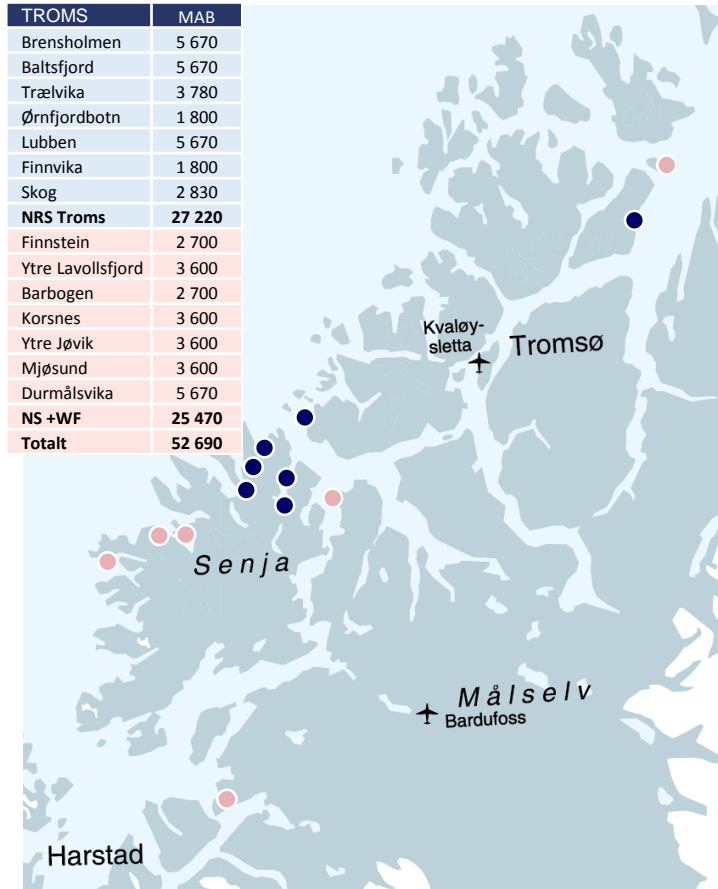 TROMS MAB
Brensholmen 5 670
Baltsfjord 5 670
Trælvika 3 780
Ørnfjordbotn 1 800
Lubben 5 670
Finnvika 1 800
Skog 2 830
NRS Troms 27 220
Finnstein 2 700
Ytre Lavollsfjord 3 600
Barbogen 2 700
Korsnes 3 600
Ytre Jøvik 3 600
Mjøsund 3 600
Durmålsvika 5 670
NS +WF 25 470
Totalt 52 690
Kvaløy-
sletta
Tromsø
Senja
Målselv
Bardufoss
Harstad